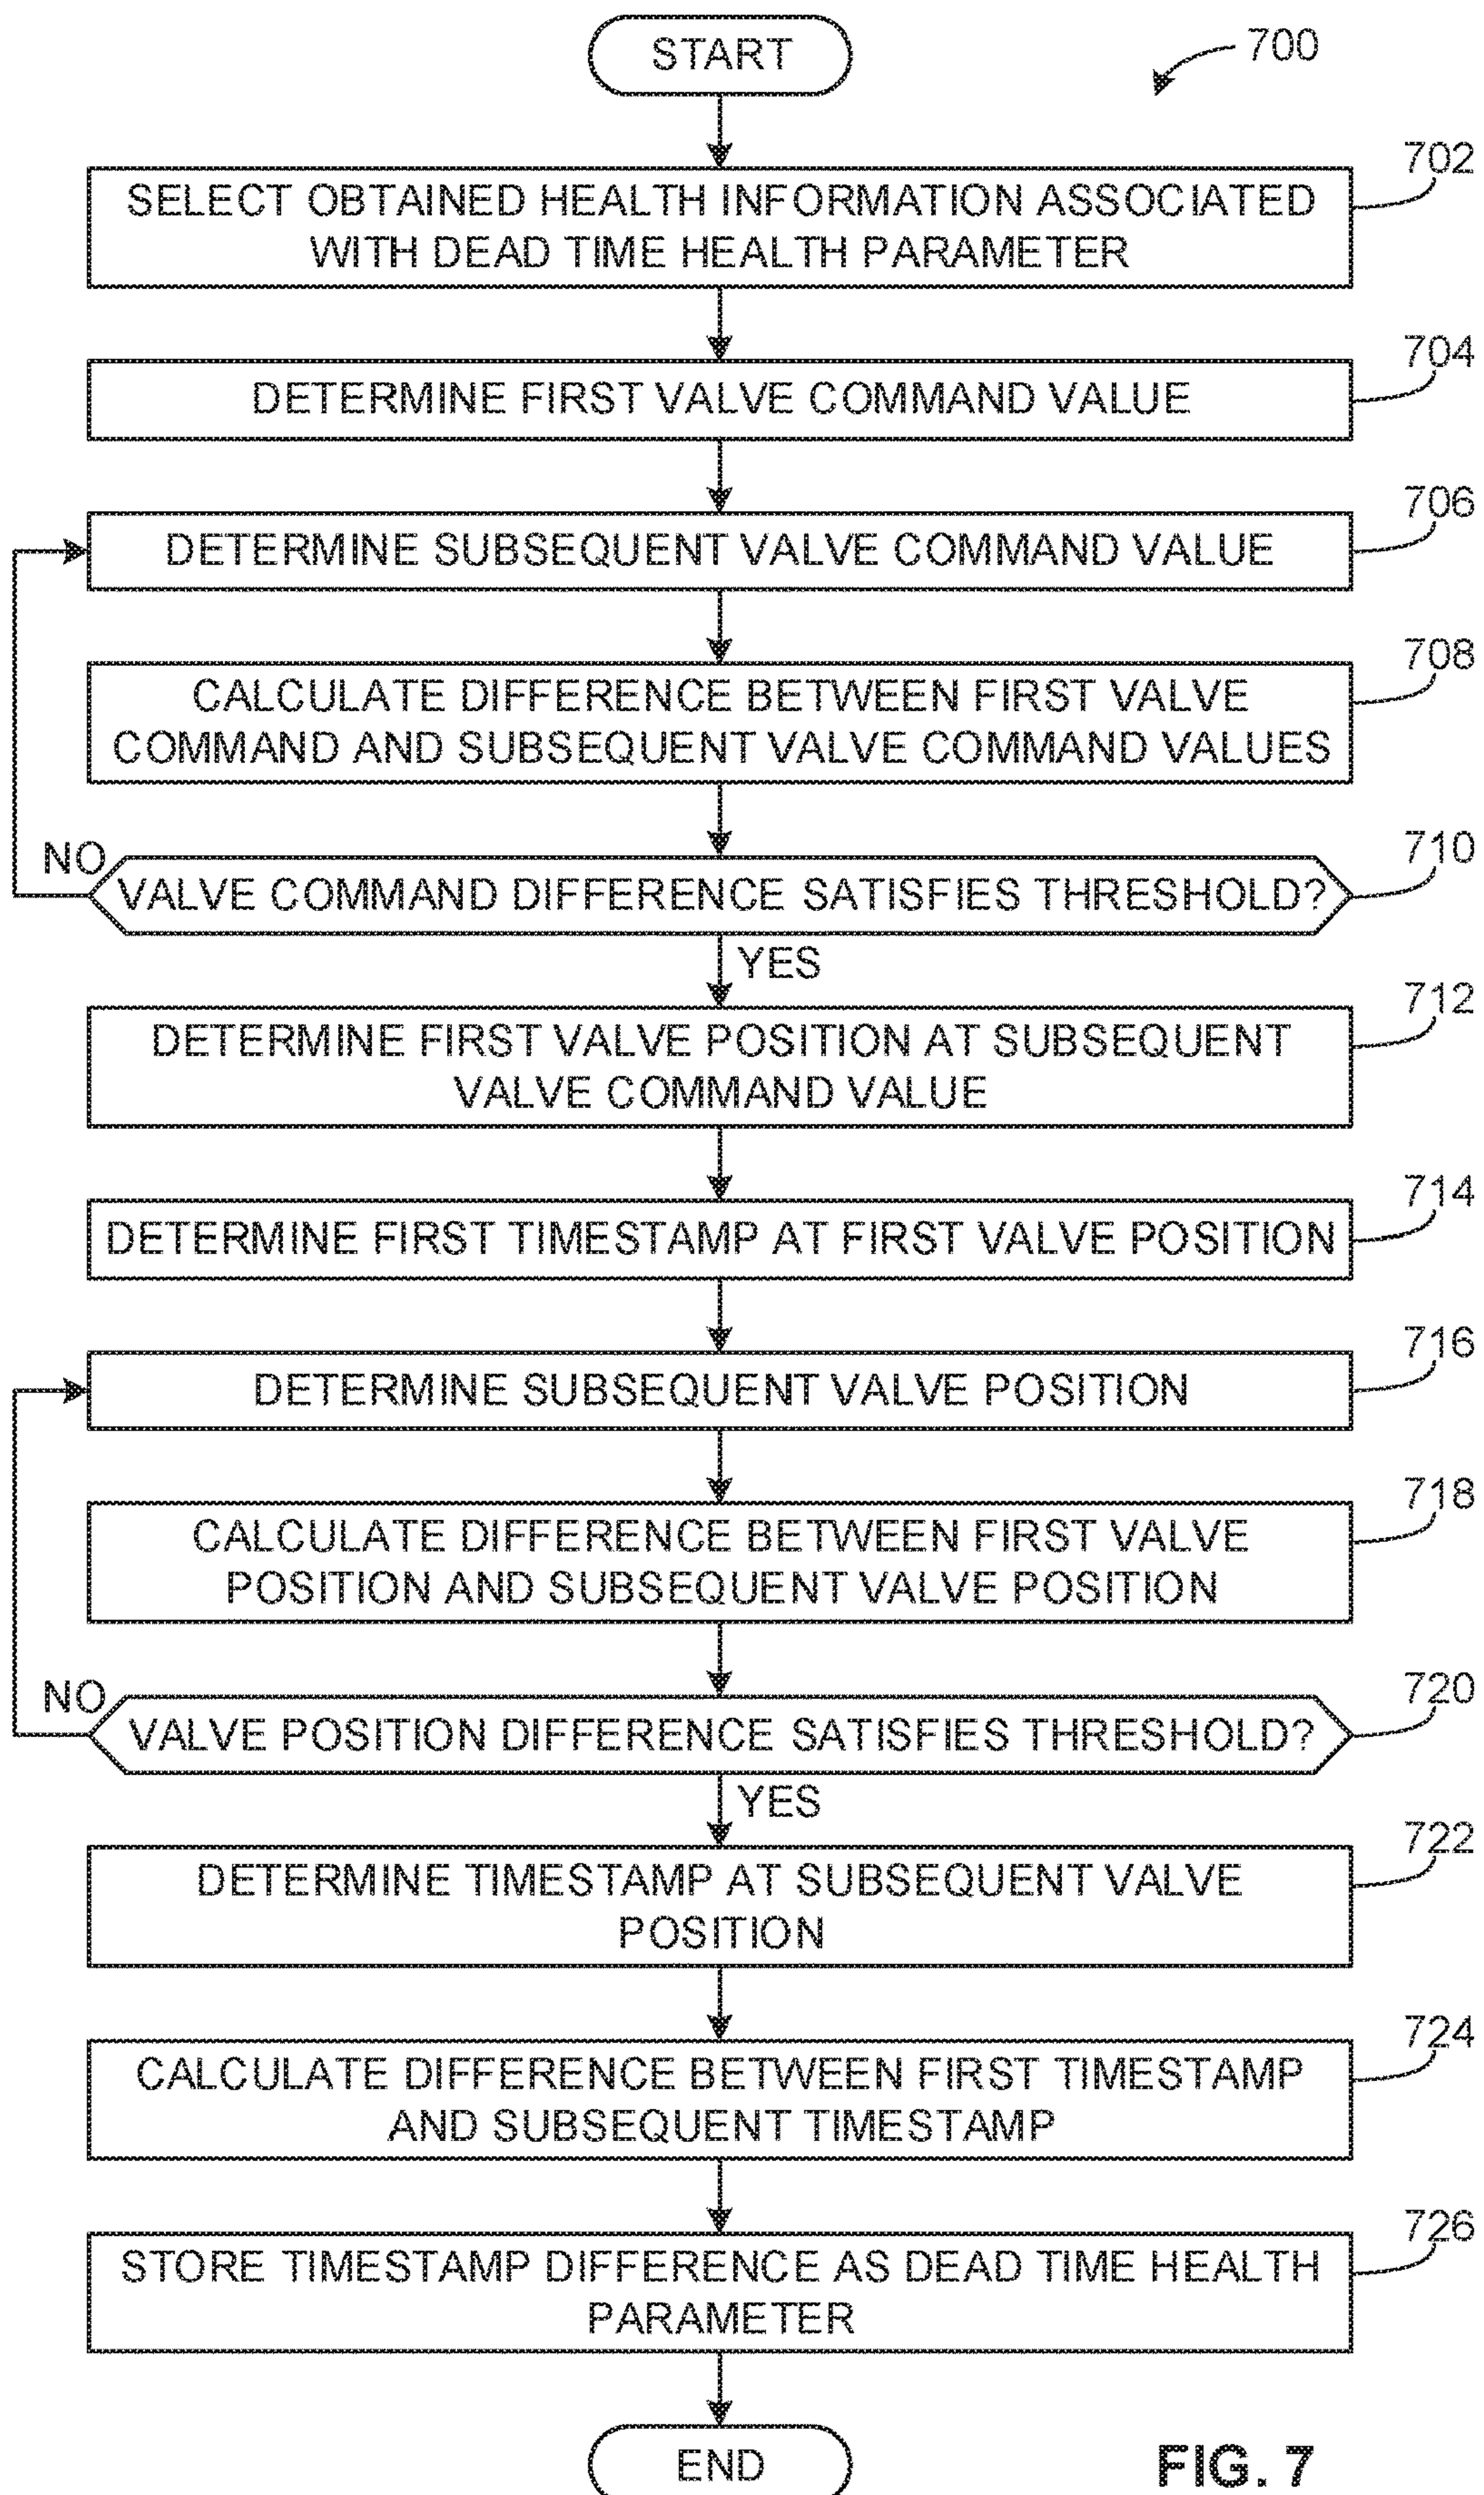 START
700
702
SELECT OBTAINED HEALTH INFORMATION ASSOCIATED
WITH DEAD TIME HEALTH PARAMETER
704
DETERMINE FIRST VALVE COMMAND VALUE
706
DETERMINE SUBSEQUENT VALVE COMMAND VALUE
708
CALCULATE DIFFERENCE BETWEEN FIRST VALVE
COMMAND AND SUBSEQUENT VALVE COMMAND VALUES
710
NO
VALVE COMMAND DIFFERENCE SATISFIES THRESHOLD?
YES
712
DETERMINE FIRST VALVE POSITION AT SUBSEQUENT
VALVE COMMAND VALUE
714
DETERMINE FIRST TIMESTAMP AT FIRST VALVE POSITION
716
DETERMINE SUBSEQUENT VALVE POSITION
718
CALCULATE DIFFERENCE BETWEEN FIRST VALVE
POSITION AND SUBSEQUENT VALVE POSITION
720
NO
VALVE POSITION DIFFERENCE SATISFIES THRESHOLD?
YES
722
DETERMINE TIMESTAMP AT SUBSEQUENT VALVE
POSITION
724
CALCULATE DIFFERENCE BETWEEN FIRST TIMESTAMP
AND SUBSEQUENT TIMESTAMP
726
STORE TIMESTAMP DIFFERENCE AS DEAD TIME HEALTH
PARAMETER
END
FIG. 7